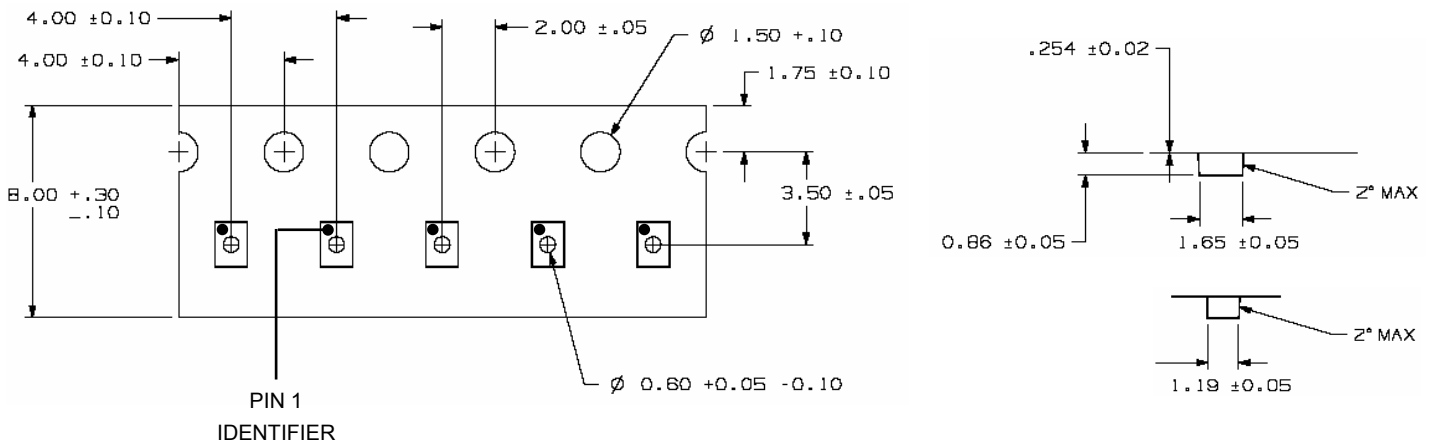 4.00 ±0.10
2.00 ±.05
Ø 1.50 +.10
4.00 ±0.10
1.75 ±0.10
8.00 +.30
-.10
3.50 ±.05
Ø 0.60 +0.05 -0.10
PIN 1
IDENTIFIER
.254 ±0.02
2° MAX
0.86 ±0.05
1.65 ±0.05
2° MAX
1.19 ±0.05